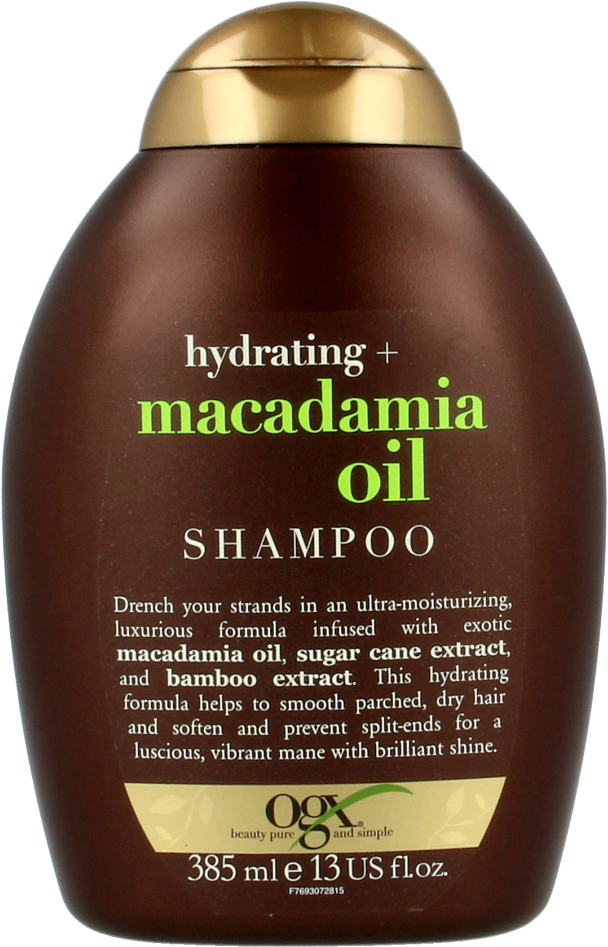 hydrating +
macadamia
oil
SHAMPOO
Drench your strands in an ultra-moisturizing,
luxurious formula infused with exotic
macadamia oil, sugar cane extract,
and bamboo extract. This hydrating
formula helps to smooth parched, dry hair
and soften and prevent split-ends for a
luscious, vibrant mane with brilliant shine.
ogx®
beauty pure and simple
385 ml e 13 US fl.oz.
F7693072815